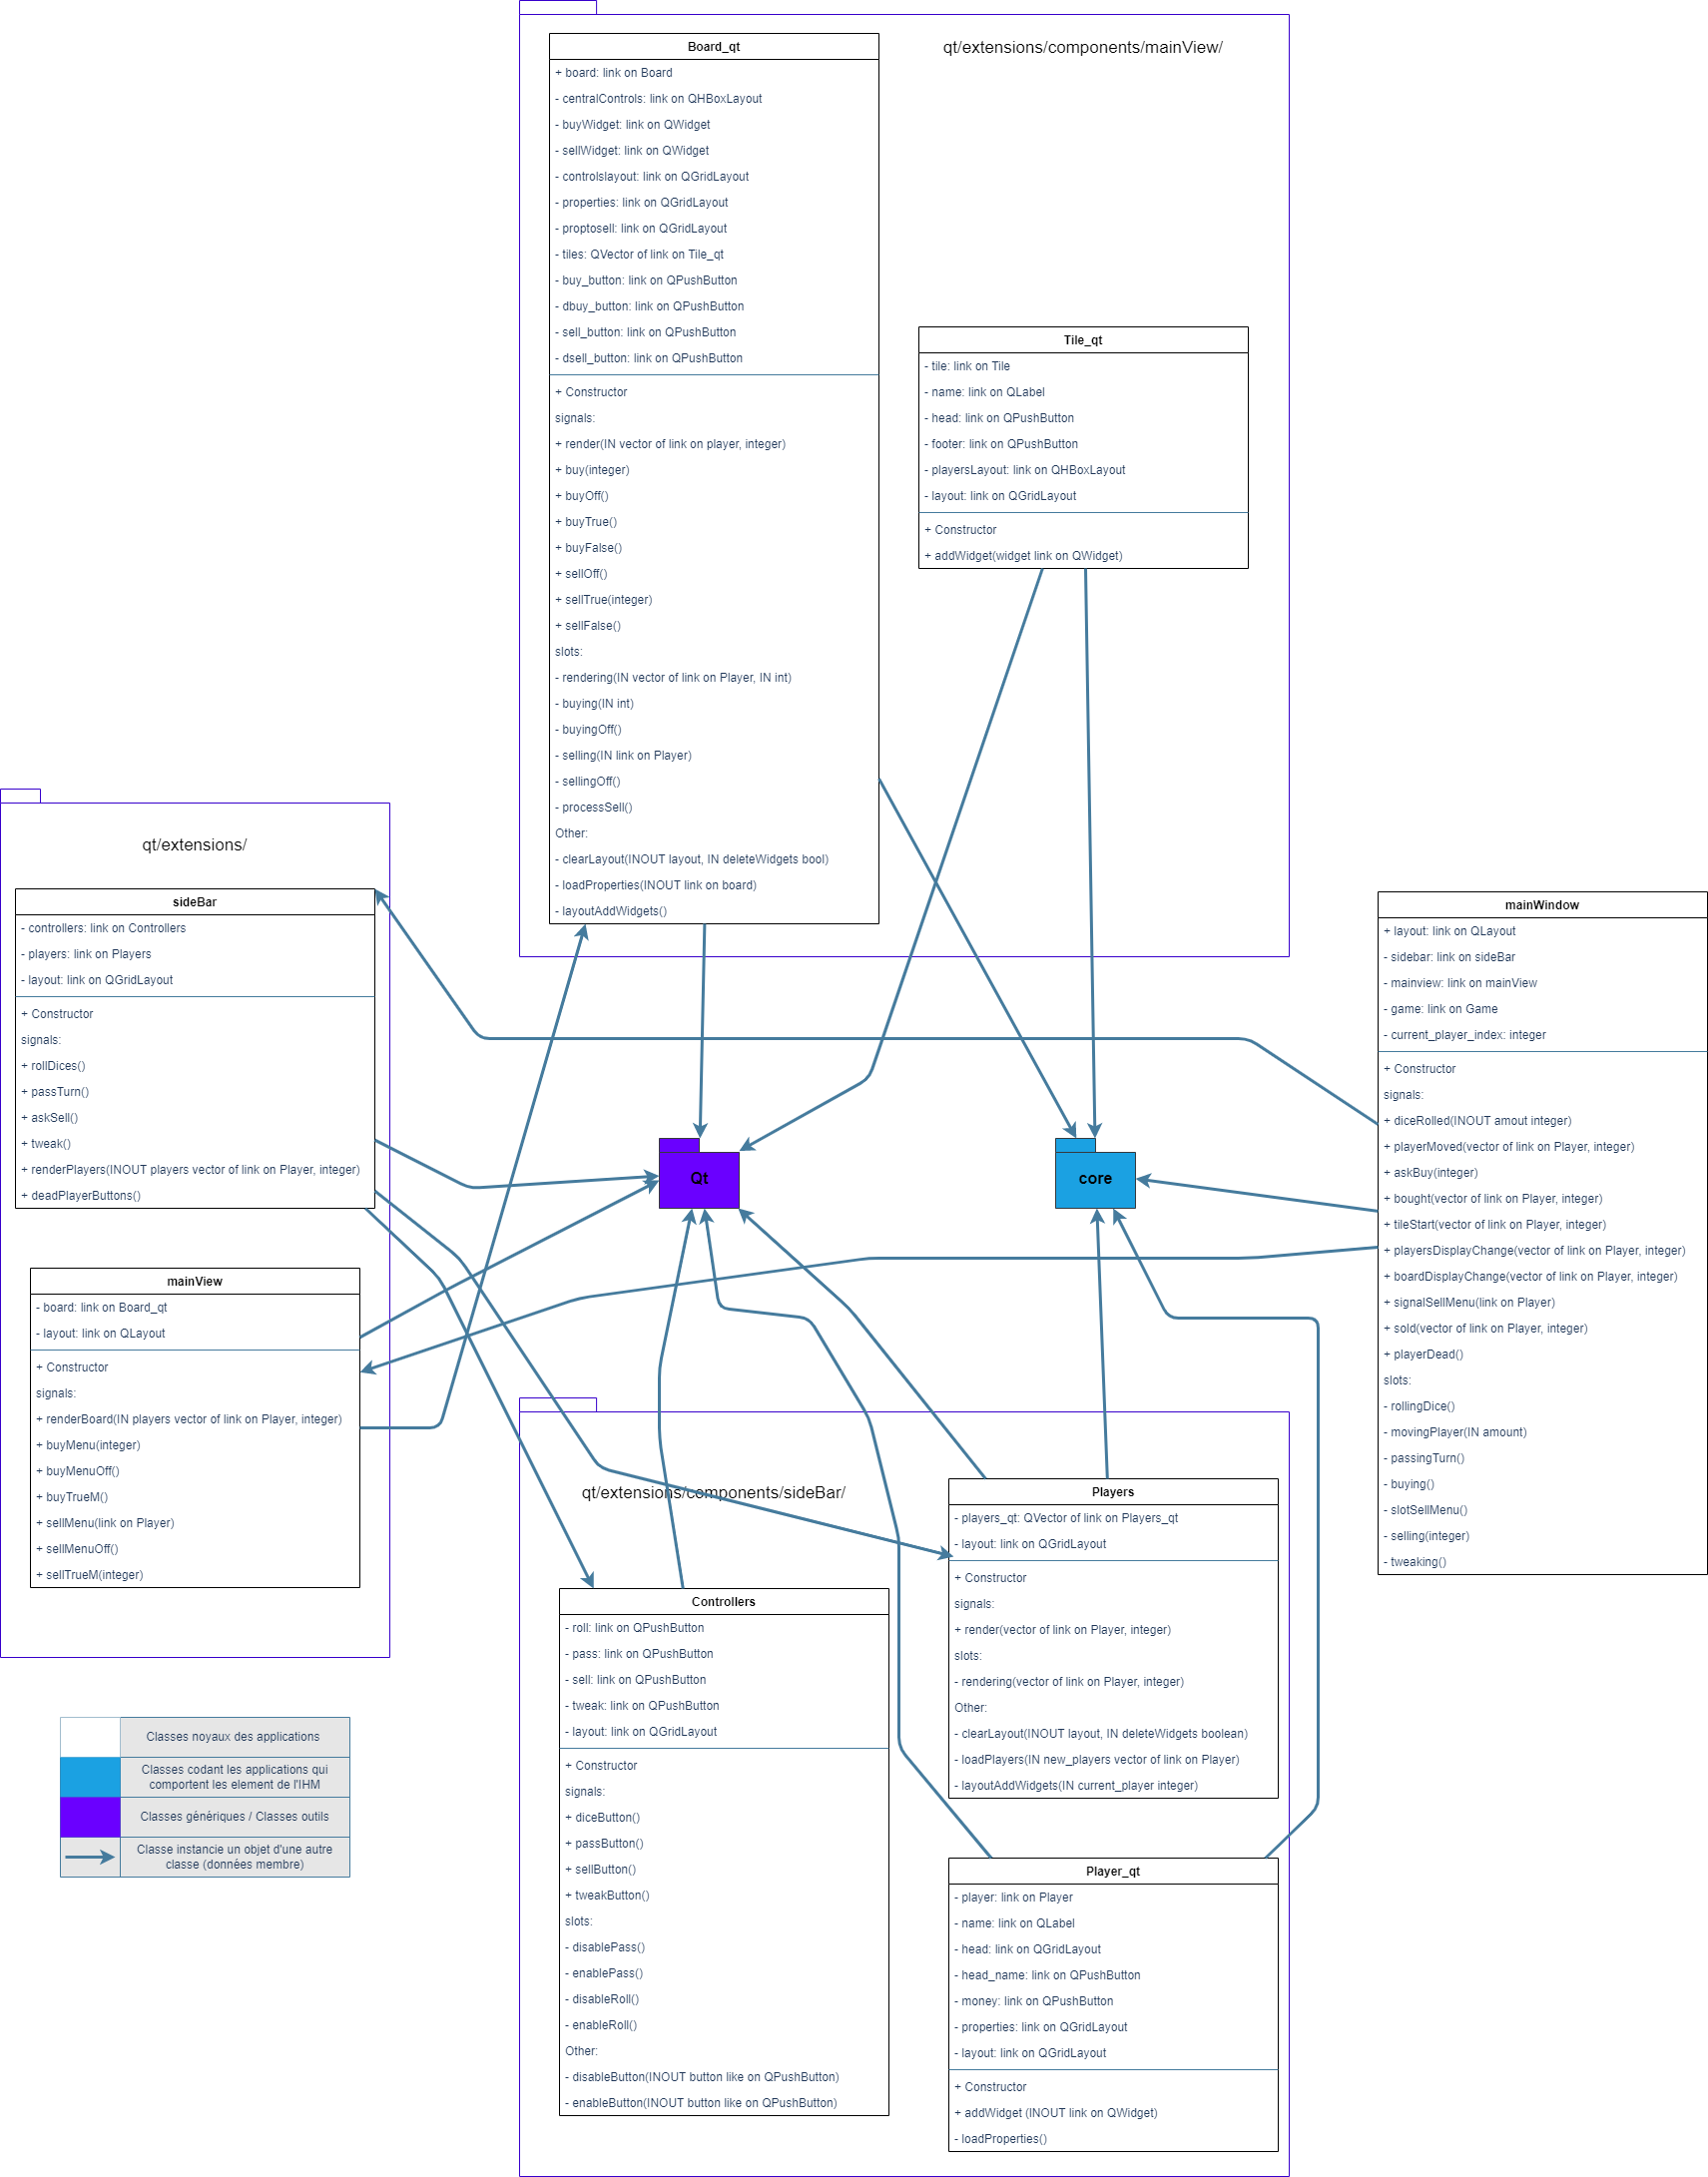 qt/extensions/components/mainView/
Board_qt
+ board: link on Board
- centralControls: link on QHBoxLayout
- buyWidget: link on QWidget
- sellWidget: link on QWidget
- controlslayout: link on QGridLayout
- properties: link on QGridLayout
- proptosell: link on QGridLayout
- tiles: QVector of link on Tile_qt
- buy_button: link on QPushButton
- dbuy_button: link on QPushButton
- sell_button: link on QPushButton
- dsell_button: link on QPushButton
+ Constructor
signals:
+ render(IN vector of link on player, integer)
+ buy(integer)
+ buyOff()
+ buyTrue()
+ buyFalse()
+ sellOff()
+ sellTrue(integer)
+ sellFalse()
slots:
- rendering(IN vector of link on Player, IN int)
- buying(IN int)
- buyingOff()
- selling(IN link on Player)
- sellingOff()
- processSell()
Other:
- clearLayout(INOUT layout, IN deleteWidgets bool)
- loadProperties(INOUT link on board)
- layoutAddWidgets()
Tile_qt
- tile: link on Tile
- name: link on QLabel
- head: link on QPushButton
- footer: link on QPushButton
- playersLayout: link on QHBoxLayout
- layout: link on QGridLayout
+ Constructor
+ addWidget(widget link on QWidget)
qt/extensions/
sideBar
- controllers: link on Controllers
- players: link on Players
- layout: link on QGridLayout
+ Constructor
signals:
+ rollDices()
+ passTurn()
+ askSell()
+ tweak()
+ renderPlayers(INOUT players vector of link on Player, integer)
+ deadPlayerButtons()
mainView
- board: link on Board_qt
- layout: link on QLayout
+ Constructor
signals:
+ renderBoard(IN players vector of link on Player, integer)
+ buyMenu(integer)
+ buyMenuOff()
+ buyTrueM()
+ sellMenu(link on Player)
+ sellMenuOff()
+ sellTrueM(integer)
Qt
core
mainWindow
+ layout: link on QLayout
- sidebar: link on sideBar
- mainview: link on mainView
- game: link on Game
- current_player_index: integer
+ Constructor
signals:
+ diceRolled(INOUT amout integer)
+ playerMoved(vector of link on Player, integer)
+ askBuy(integer)
+ bought(vector of link on Player, integer)
+ tileStart(vector of link on Player, integer)
+ playersDisplayChange(vector of link on Player, integer)
+ boardDisplayChange(vector of link on Player, integer)
+ signalSellMenu(link on Player)
+ sold(vector of link on Player, integer)
+ playerDead()
slots:
- rollingDice()
- movingPlayer(IN amount)
- passingTurn()
- buying()
- slotSellMenu()
- selling(integer)
- tweaking()
qt/extensions/components/sideBar/
Controllers
- roll: link on QPushButton
- pass: link on QPushButton
- sell: link on QPushButton
- tweak: link on QPushButton
- layout: link on QGridLayout
+ Constructor
signals:
+ diceButton()
+ passButton()
+ sellButton()
+ tweakButton()
slots:
- disablePass()
- enablePass()
- disableRoll()
- enableRoll()
Other:
- disableButton(INOUT button like on QPushButton)
- enableButton(INOUT button like on QPushButton)
Players
- players_qt: QVector of link on Players_qt
- layout: link on QGridLayout
+ Constructor
signals:
+ render(vector of link on Player, integer)
slots:
- rendering(vector of link on Player, integer)
Other:
- clearLayout(INOUT layout, IN deleteWidgets boolean)
- loadPlayers(IN new_players vector of link on Player)
- layoutAddWidgets(IN current_player integer)
Player_qt
- player: link on Player
- name: link on QLabel
- head: link on QGridLayout
- head_name: link on QPushButton
- money: link on QPushButton
- properties: link on QGridLayout
- layout: link on QGridLayout
+ Constructor
+ addWidget (INOUT link on QWidget)
- loadProperties()
Classes noyaux des applications
Classes codant les applications qui
comportent les element de l'IHM
Classes génériques / Classes outils
Classe instancie un objet d'une autre
classe (données membre)